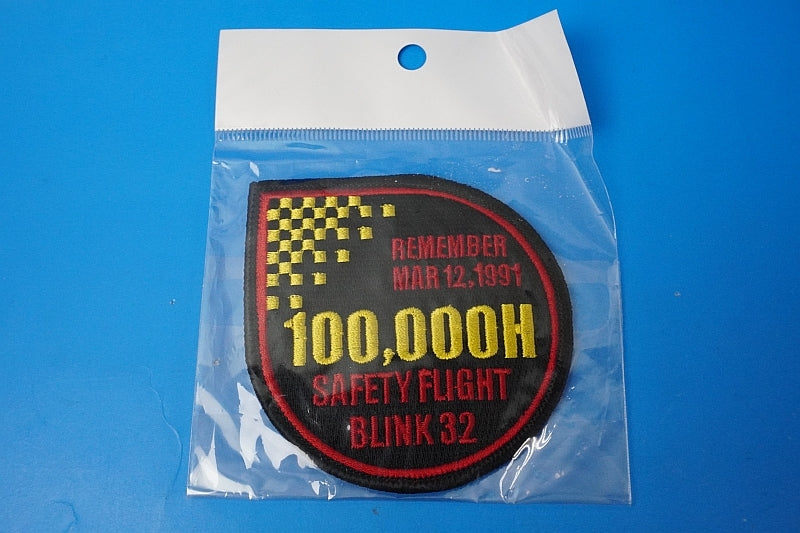 REMEMBER
MAR 12,1991
100,000H
SAFETY FLIGHT
BLINK 32